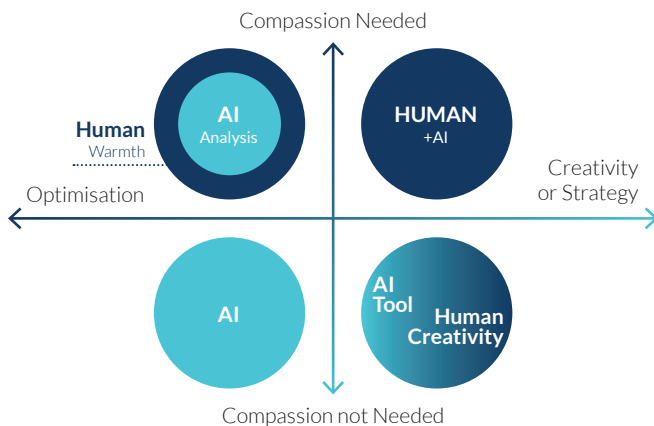 Compassion Needed
AI
Analysis
HUMAN
+AI
Human
Warmth
Optimisation
Creativity
or Strategy
AI
AI
Tool
Human
Creativity
Compassion not Needed